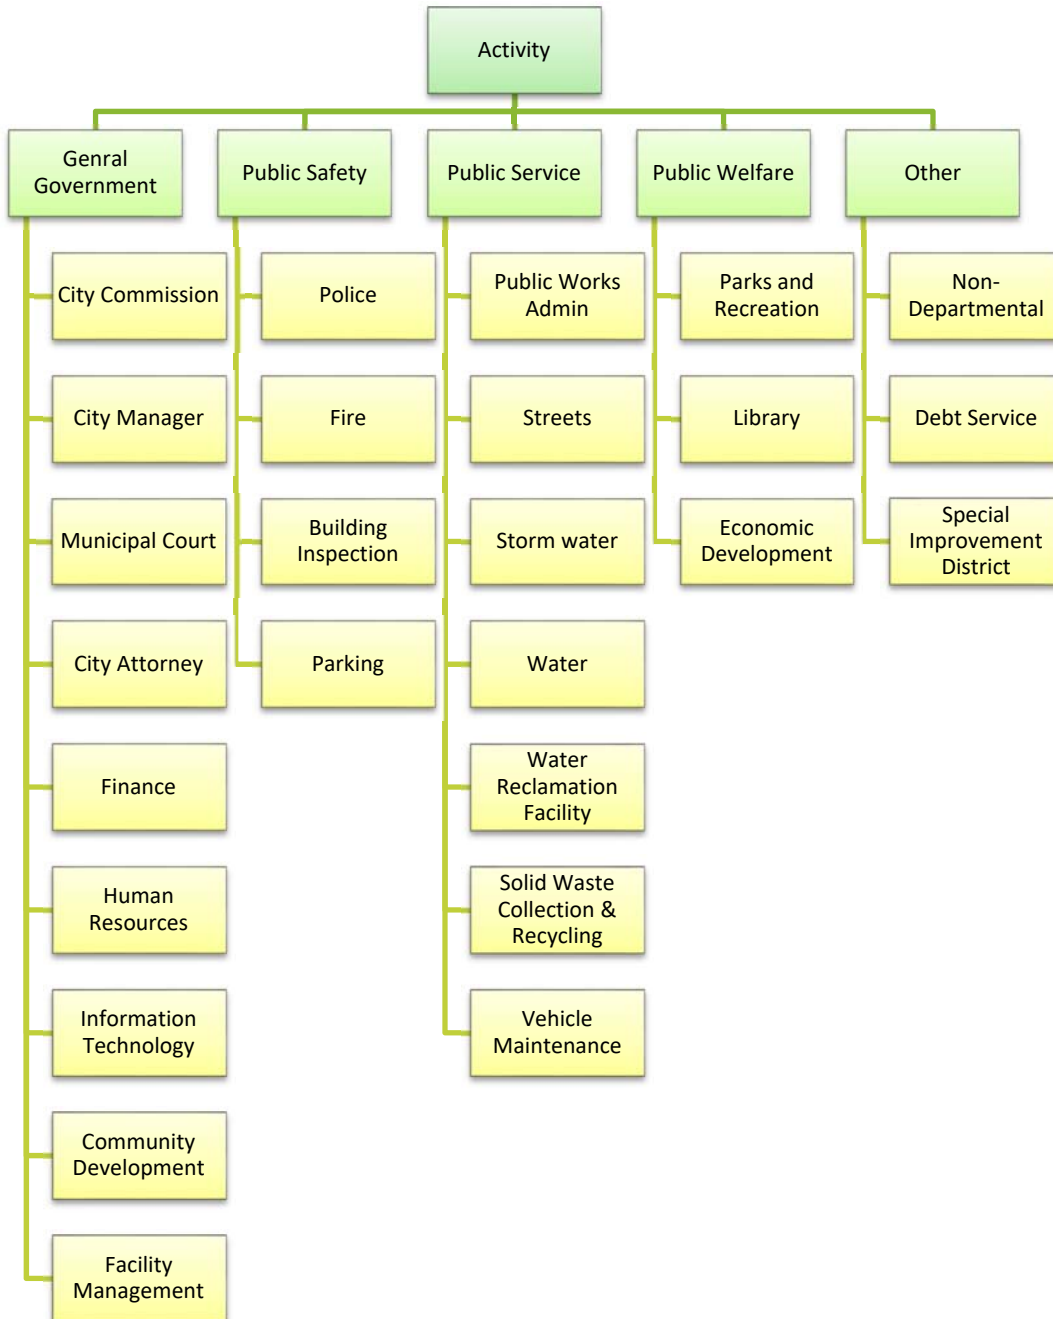 Activity
Genral
Government
Public Safety
Public Service
Public Welfare
Other
City Commission
Police
Public Works
Admin
Parks and
Recreation
Non-
Departmental
City Manager
Fire
Streets
Library
Debt Service
Municipal Court
Building
Inspection
Storm water
Economic
Development
Special
Improvement
District
City Attorney
Parking
Water
Finance
Water
Reclamation
Facility
Human
Resources
Solid Waste
Collection &
Recycling
Information
Technology
Vehicle
Maintenance
Community
Development
Facility
Management